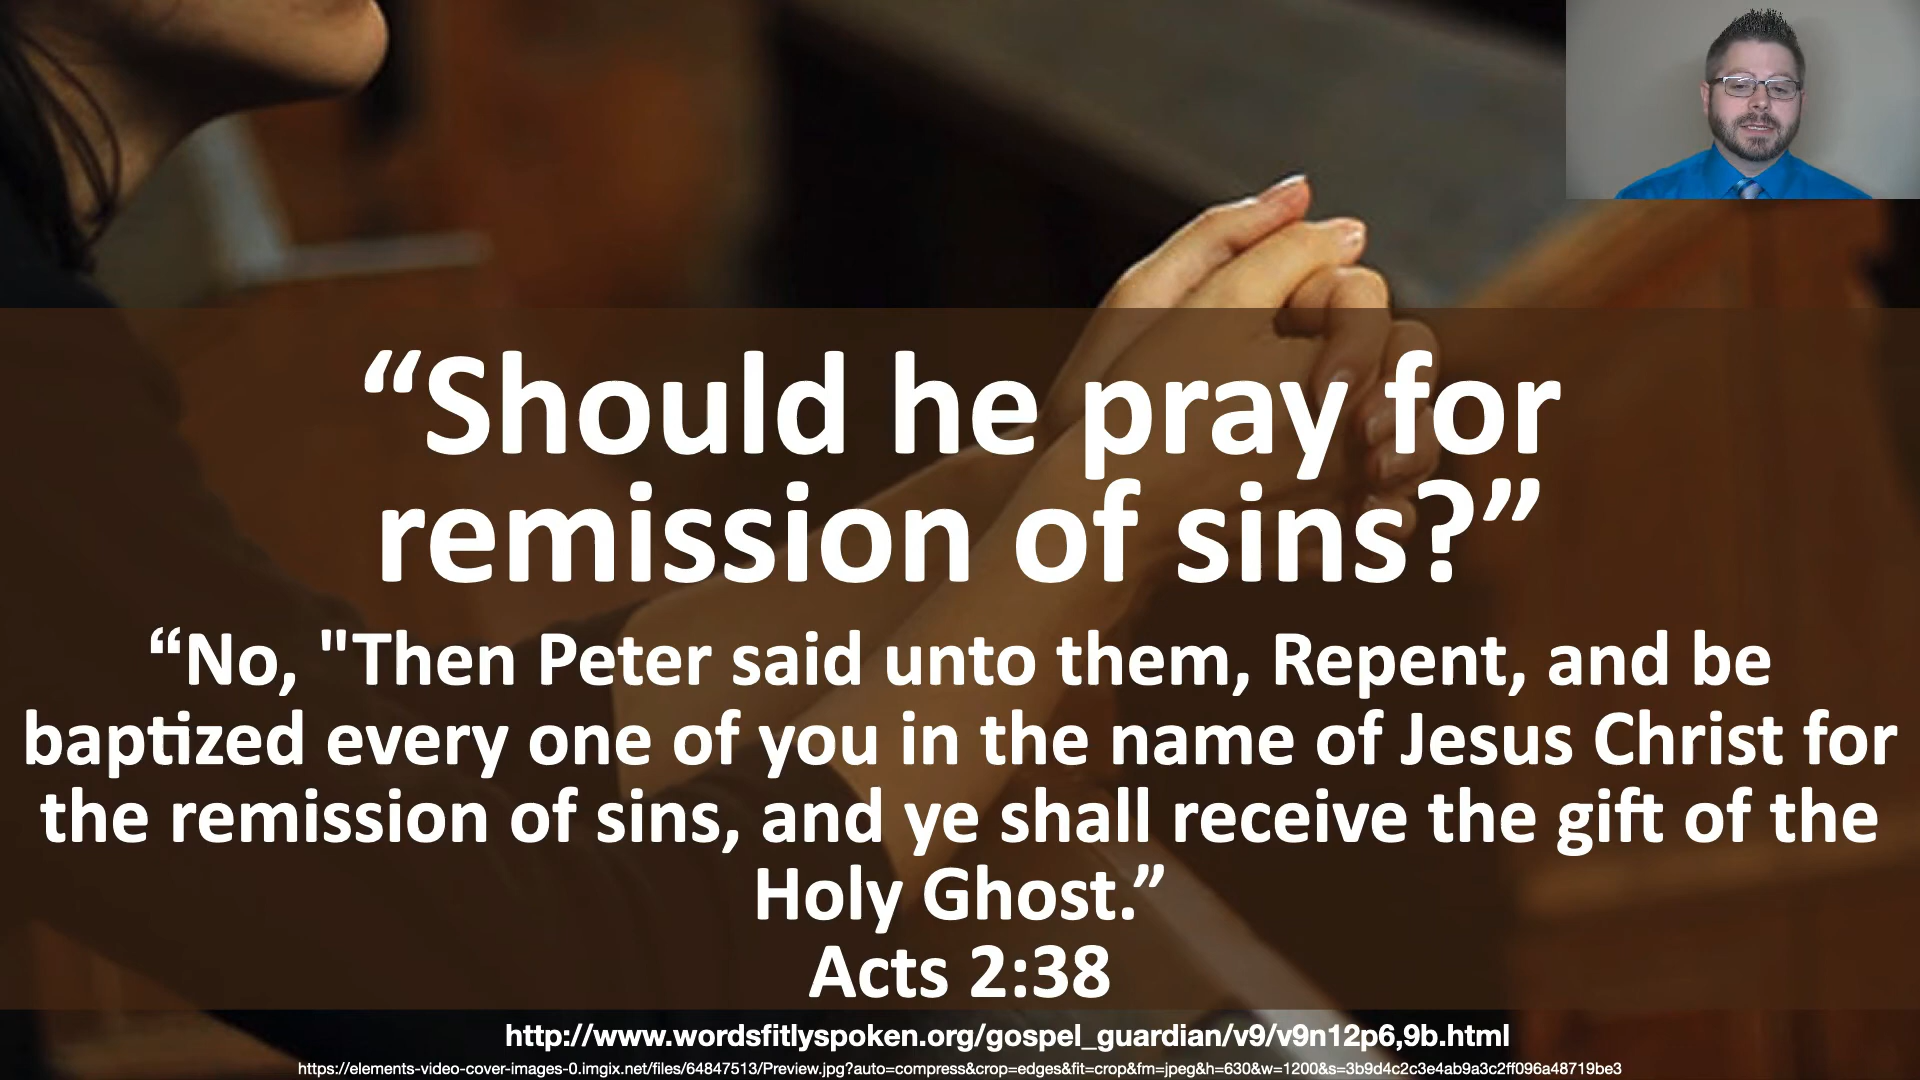 “Should he pray for
remission of sins?”
“No, "Then Peter said unto them, Repent, and be
baptized every one of you in the name of Jesus Christ for
the remission of sins, and ye shall receive the gift of the
Holy Ghost.”
Acts 2:38
http://www.wordsfitlyspoken.org/gospel_guardian/v9/v9n12p6,9b.html
https://elements-video-cover-images-0.imgix.net/files/64847513/Preview.jpg?auto=compress&crop=edges&fit=crop&fm=jpeg&h=630&w=1200&s=3b9d4c2c3e4ab9a3c2ff096a48719be3